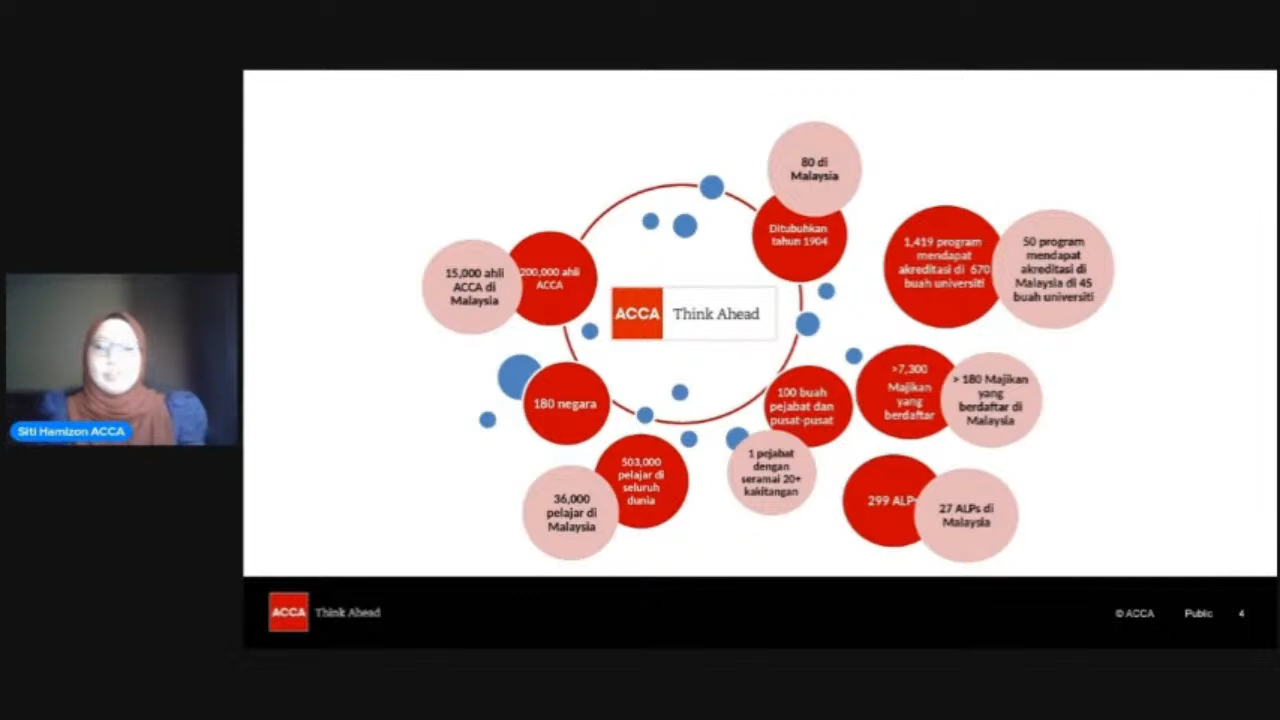 80 di
Malaysia
Ditubuhkan
tahun 1904
1,419 program
mendapat
akreditasi di 670
buah universiti
50 program
mendapat
akreditasi di
Malaysia di 45
buah universiti
15,000 ahli
ACCA di
Malaysia
200,000 ahli
ACCA
ACCA
Think Ahead
>7,300
Majikan
yang
berdaftar
> 180 Majikan
yang
berdaftar di
Malaysia
180 negara
100 buah
pejabat dan
pusat-pusat
1 pejabat
dengan
seramai 20+
kakitangan
503,000
pelajar di
seluruh
dunia
36,000
pelajar di
Malaysia
299 ALP
27 ALPs di
Malaysia
Siti Hamizon ACCA
ACCA
Think Ahead
© ACCA
Public
4